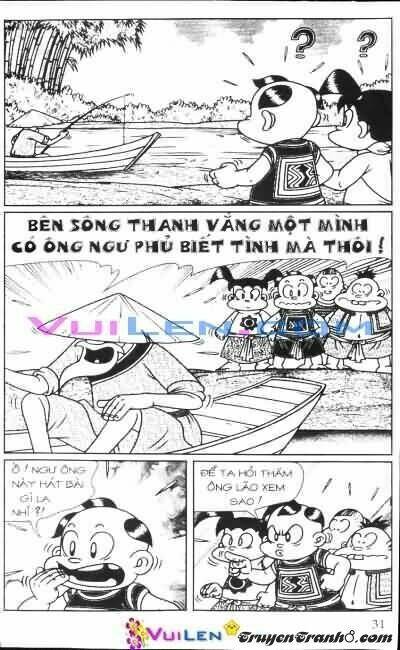 ? ?
BÊN SÔNG THANH VẮNG MỘT MÌNH
CÓ ÔNG NGƯ PHỦ BIẾT TÌNH MÀ THÔI!
VUILEN.COM
Ồ! NGƯ ÔNG
NÀY HÁT BÀI
GÌ LẠ
NHỈ?!
ĐỂ TA HỎI THĂM
ÔNG LÃO XEM
SAO!
31
VUILEN
TruyenTranh8.com